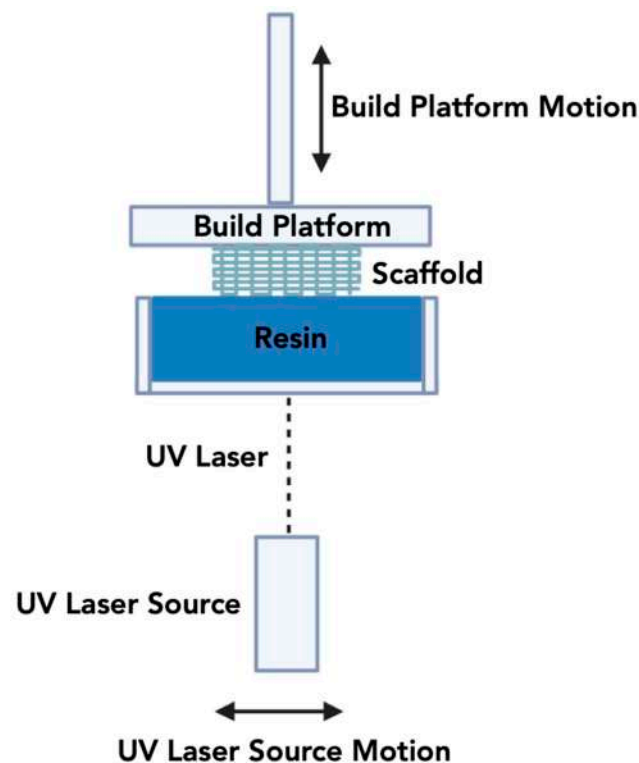 Build Platform Motion
Build Platform
Scaffold
Resin
UV Laser
UV Laser Source
UV Laser Source Motion